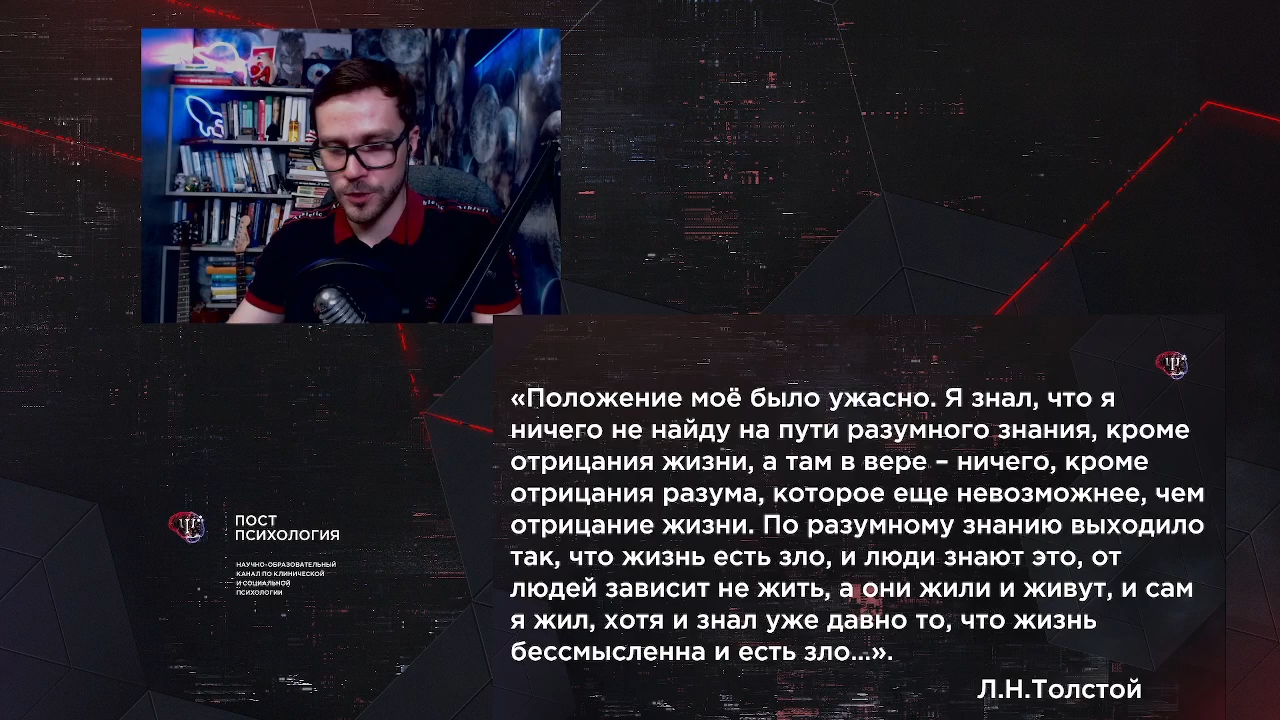 ПОСТ
ПСИХОЛОГИЯ
НАУЧНО-ОБРАЗОВАТЕЛЬНЫЙ
КАНАЛ ПО КЛИНИЧЕСКОЙ
И СОЦИАЛЬНОЙ
ПСИХОЛОГИИ
«Положение моё было ужасно. Я знал, что я
ничего не найду на пути разумного знания, кроме
отрицания жизни, а там в вере – ничего, кроме
отрицания разума, которое еще невозможнее, чем
отрицание жизни. По разумному знанию выходило
так, что жизнь есть зло, и люди знают это, от
людей зависит не жить, а они жили и живут, и сам
я жил, хотя и знал уже давно то, что жизнь
бессмысленна и есть зло...».
Л.Н.Толстой